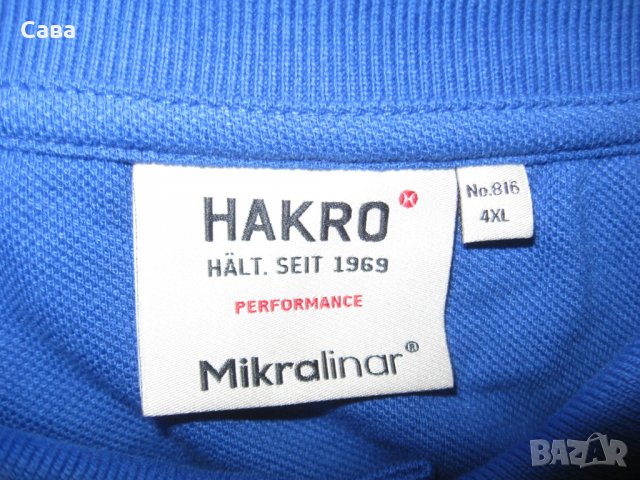 Сава
HAKRO
HÄLT. SEIT 1969
PERFORMANCE
Mikralinar®
No.816
4XL
BAZAR